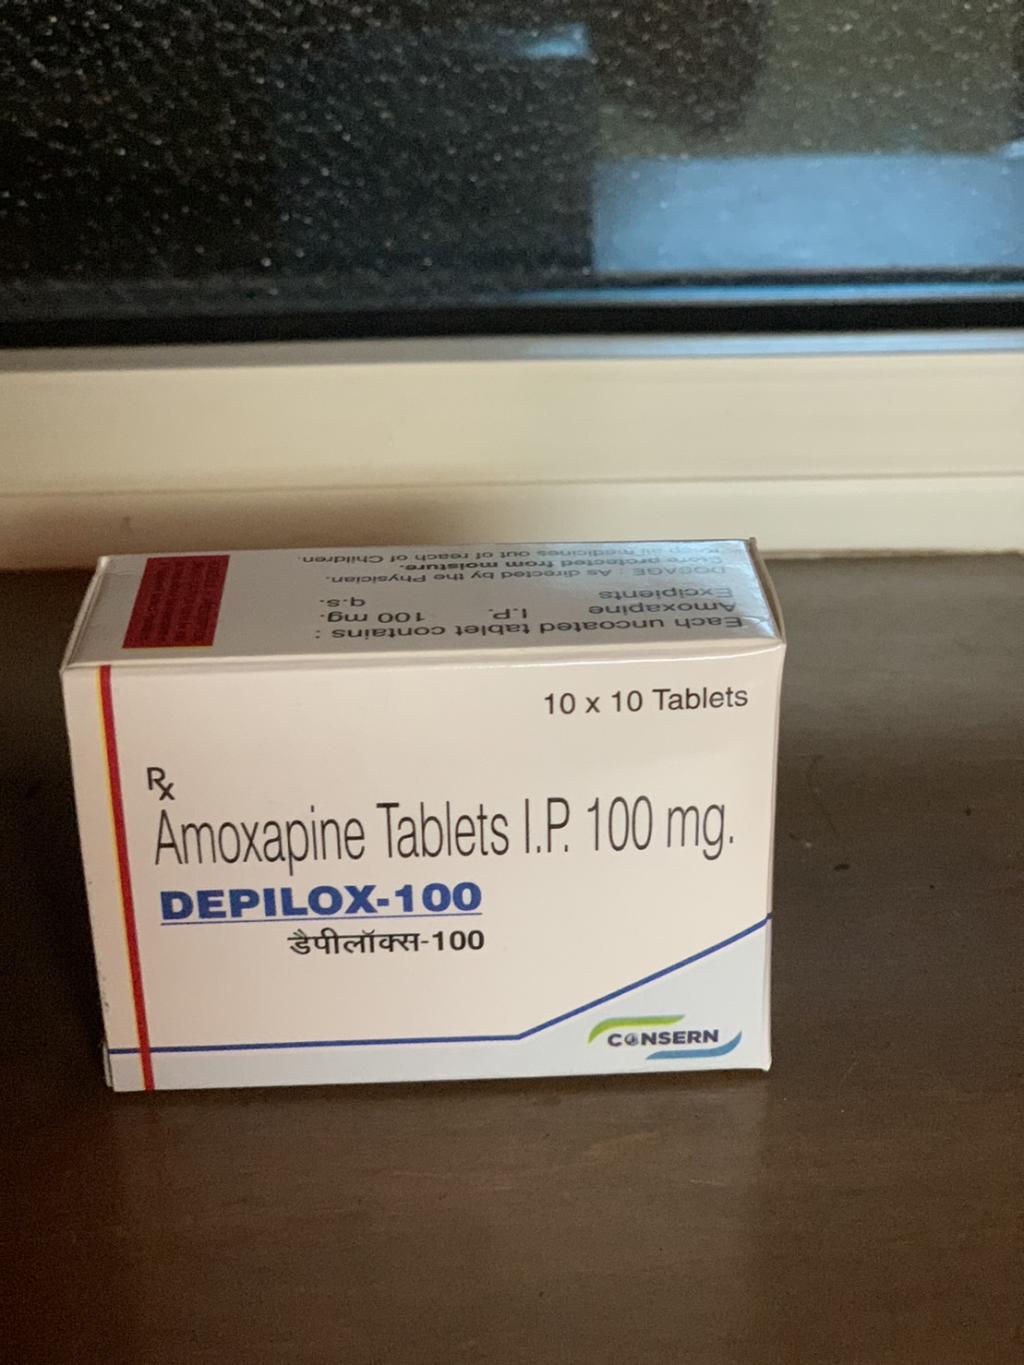 Each uncoated tablet contains :
Amoxapine I.P. 100 mg.
Excipients q.s.
DOSAGE : As directed by the Physician.
Store protected from moisture.
Keep all medicines out of reach of Children.
10 x 10 Tablets
Rx
Amoxapine Tablets I.P. 100 mg.
DEPILOX-100
डैपीलॉक्स-100
CONSERN